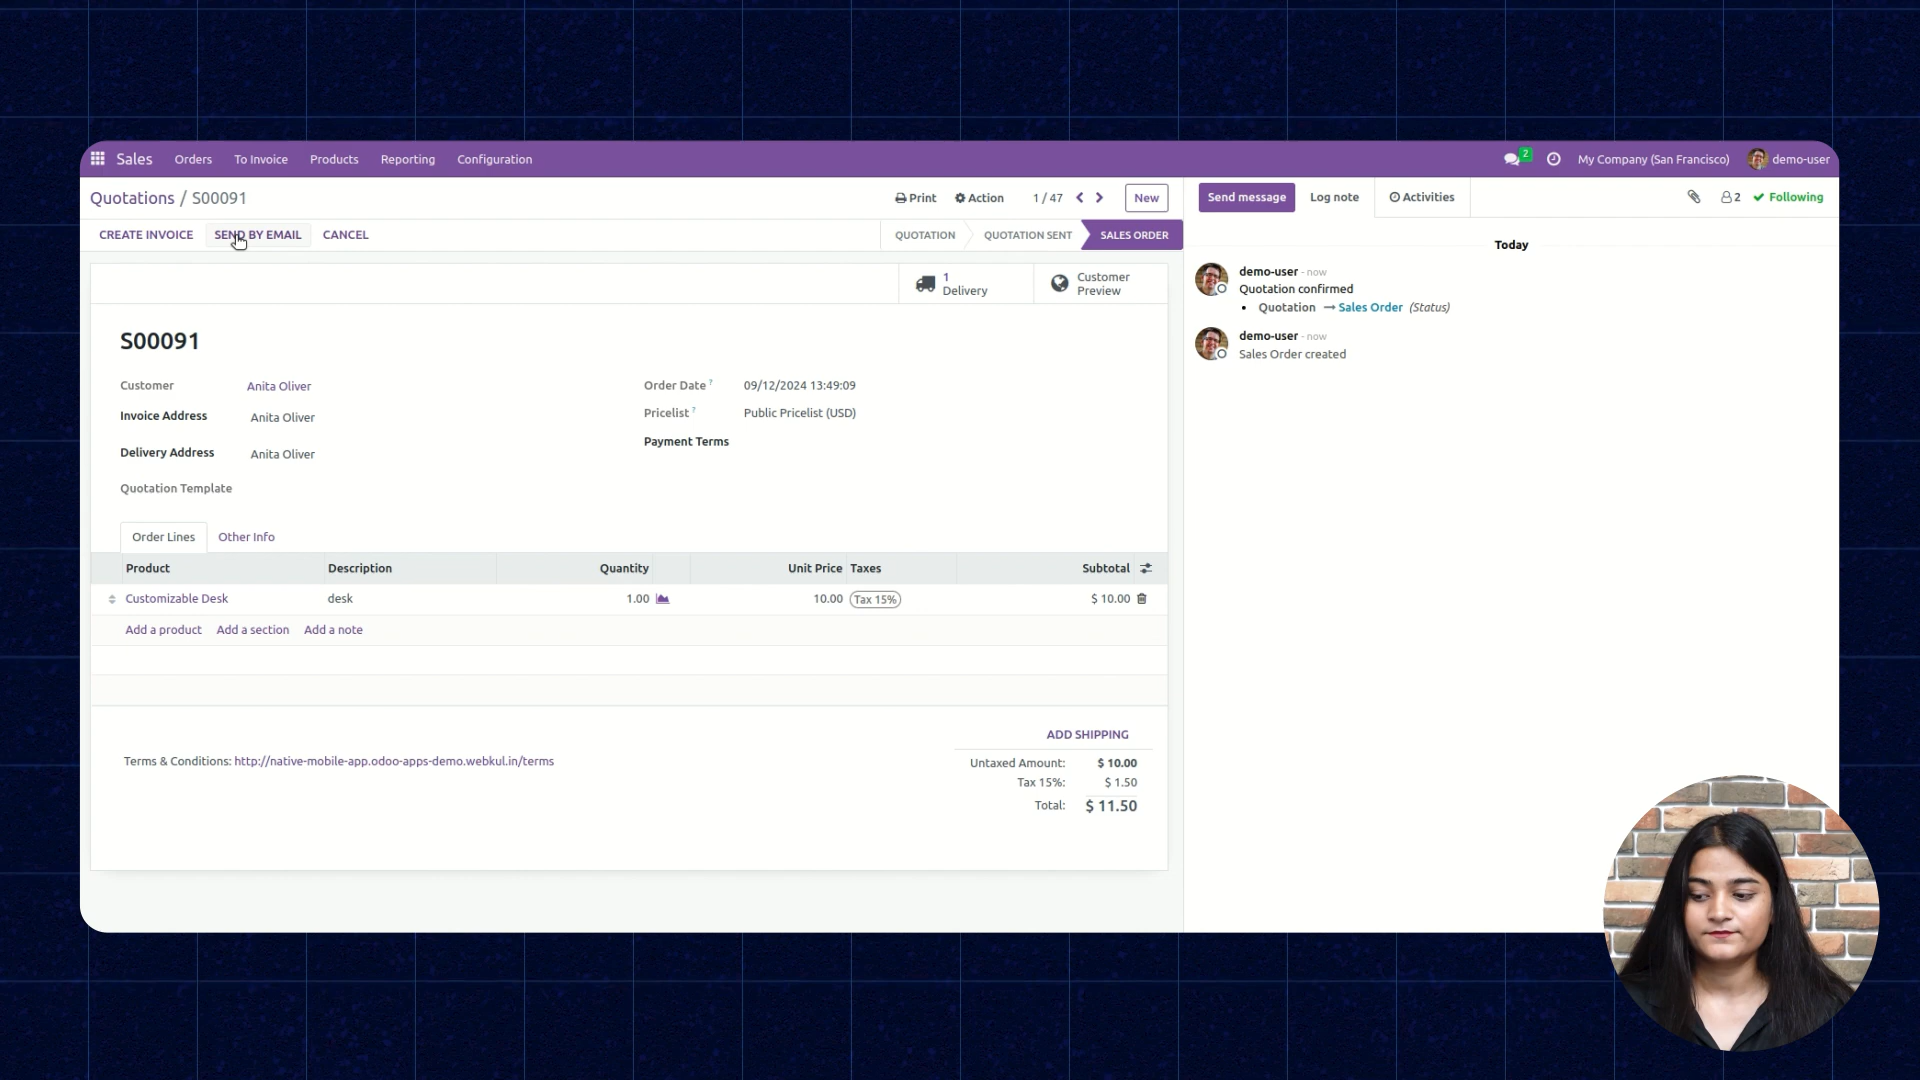 Sales Orders To Invoice Products Reporting Configuration 2 My Company (San Francisco) demo-user
Quotations / S00091 Print Action 1 / 47 New
Send message Log note Activities 2 Following
CREATE INVOICE SEND BY EMAIL CANCEL QUOTATION QUOTATION SENT SALES ORDER
1
Delivery
Customer
Preview
S00091
Customer Anita Oliver
Invoice Address Anita Oliver
Delivery Address Anita Oliver
Quotation Template
Order Date ? 09/12/2024 13:49:09
Pricelist ? Public Pricelist (USD)
Payment Terms
Order Lines Other Info
Product Description Quantity Unit Price Taxes Subtotal
Customizable Desk desk 1.00 10.00 Tax 15% $ 10.00
Add a product Add a section Add a note
ADD SHIPPING
Terms & Conditions: http://native-mobile-app.odoo-apps-demo.webkul.in/terms
Untaxed Amount: $ 10.00
Tax 15%: $ 1.50
Total: $ 11.50
Today
demo-user - now
Quotation confirmed
• Quotation → Sales Order (Status)
demo-user - now
Sales Order created